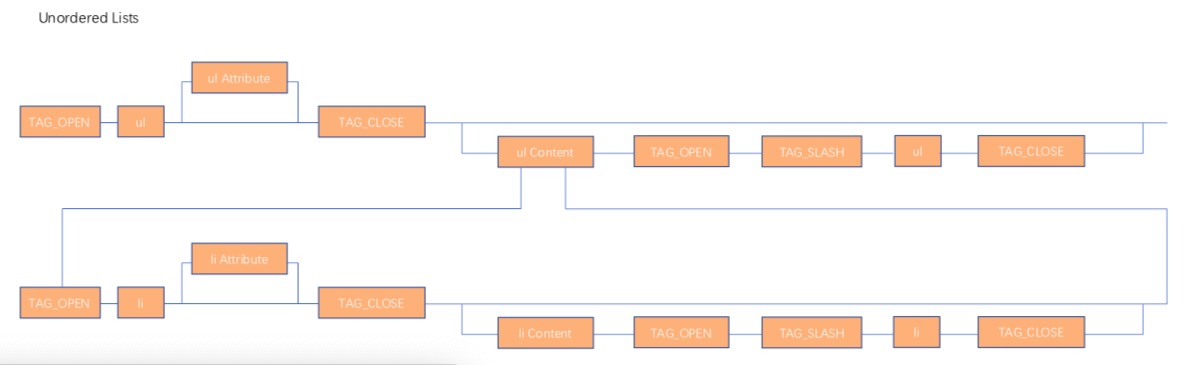 Unordered Lists
ul Attribute
TAG_OPEN
ul
TAG_CLOSE
ul Content
TAG_OPEN
TAG_SLASH
ul
TAG_CLOSE
li Attribute
TAG_OPEN
li
TAG_CLOSE
li Content
TAG_OPEN
TAG_SLASH
li
TAG_CLOSE